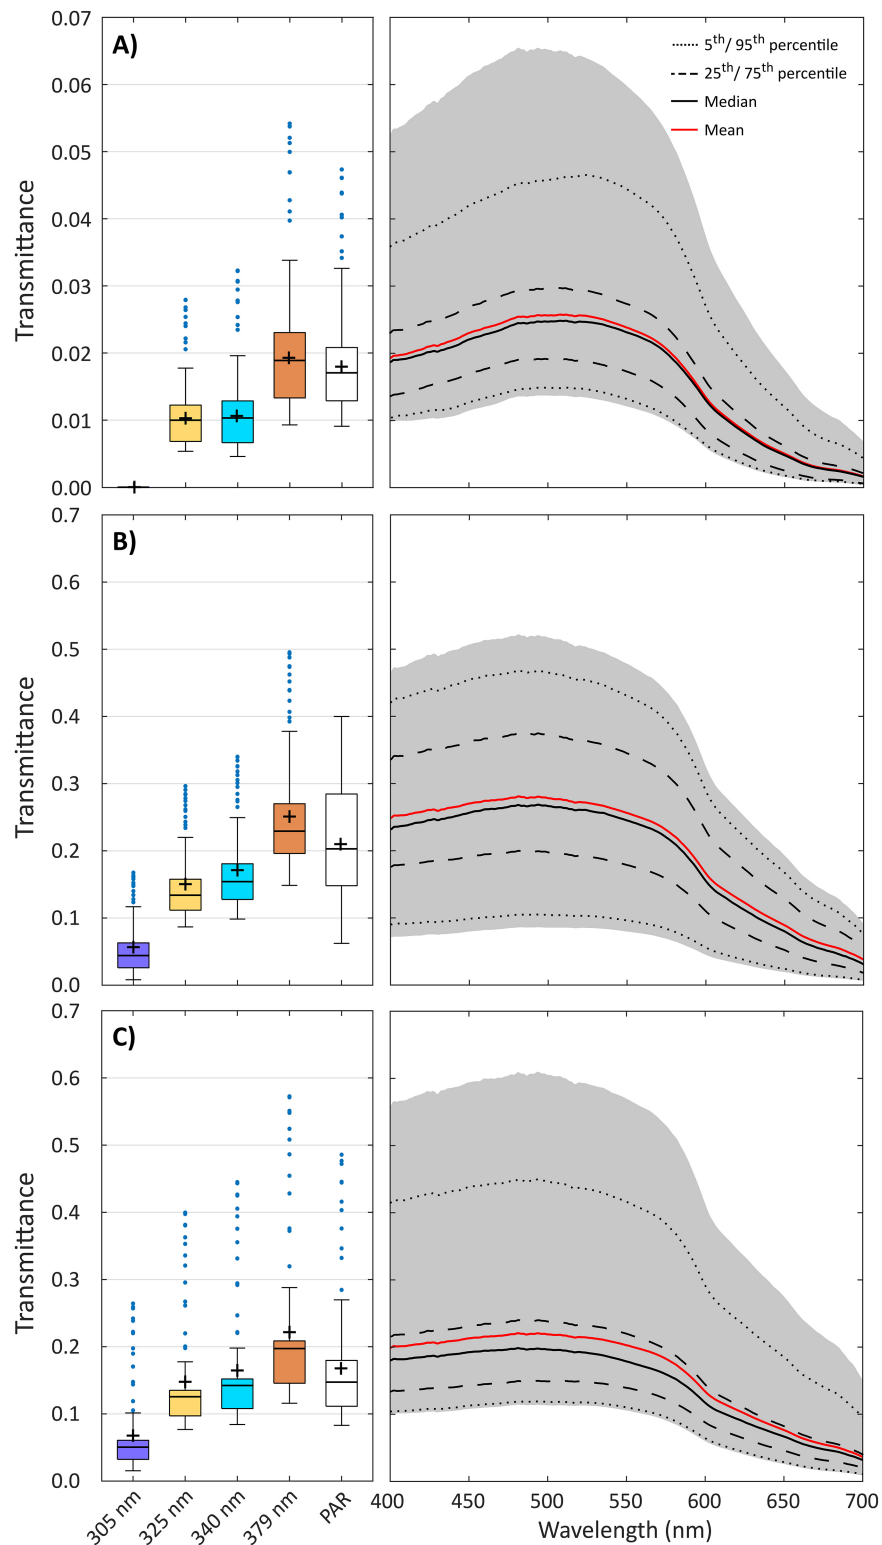 A)
0.07
0.06
0.05
0.04
0.03
0.02
0.01
0.00
Transmittance
5th/ 95th percentile
25th/ 75th percentile
Median
Mean
B)
0.7
0.6
0.5
0.4
0.3
0.2
0.1
0.0
Transmittance
C)
0.7
0.6
0.5
0.4
0.3
0.2
0.1
0.0
Transmittance
305 nm
325 nm
340 nm
379 nm
PAR
400 450 500 550 600 650 700
Wavelength (nm)